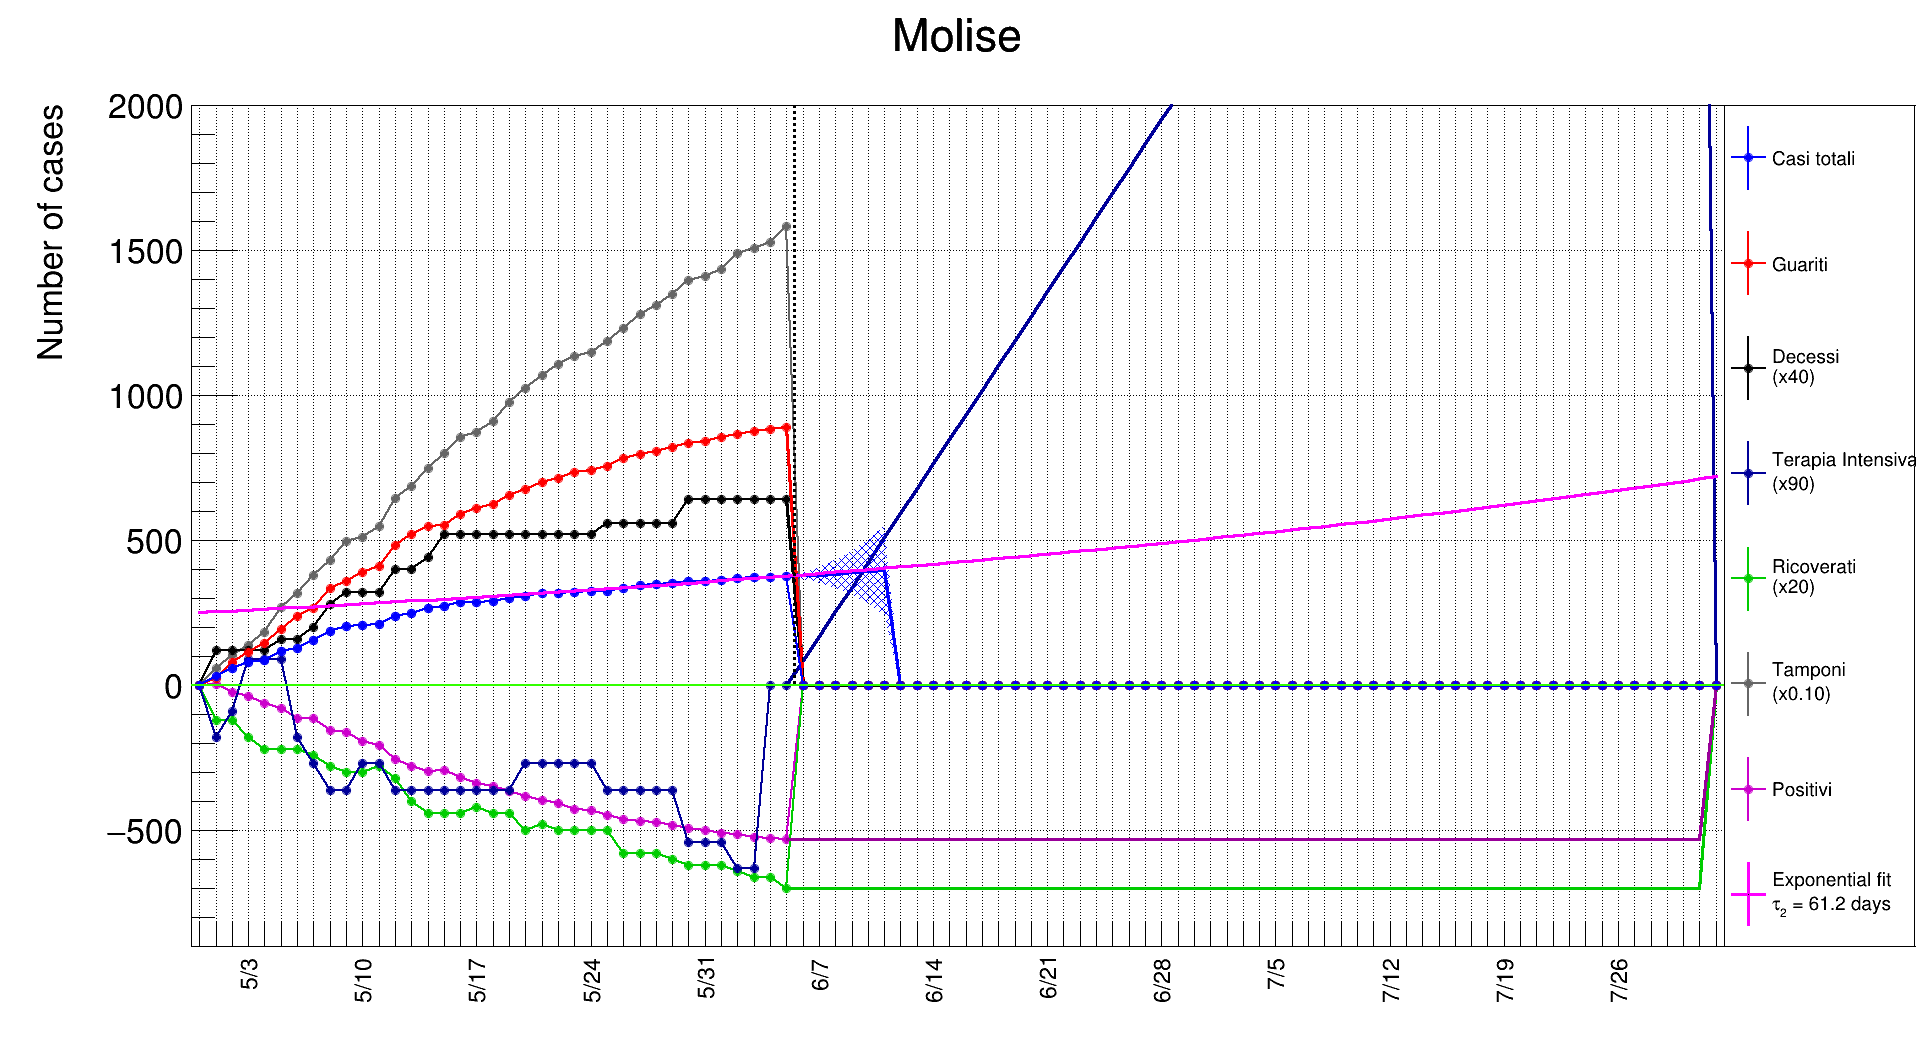 Molise
Number of cases
2000
1500
1000
500
0
−500
5/3
5/10
5/17
5/24
5/31
6/7
6/14
6/21
6/28
7/5
7/12
7/19
7/26
Casi totali
Guariti
Decessi
(x40)
Terapia Intensiva
(x90)
Ricoverati
(x20)
Tamponi
(x0.10)
Positivi
Exponential fit
τ2 = 61.2 days